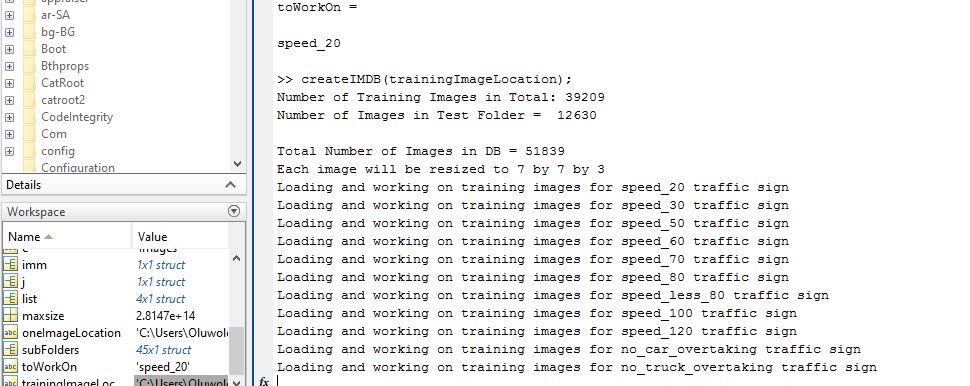 appraiser
ar-SA
bg-BG
Boot
Bthprops
CatRoot
catroot2
CodeIntegrity
Com
config
Configuration
Details
Workspace
Name Value
imm 1x1 struct
j 1x1 struct
list 4x1 struct
maxsize 2.8147e+14
oneImageLocation 'C:\Users\Oluwol
subFolders 45x1 struct
toWorkOn 'speed_20'
trainingImageLoc 'C:\Users\Oluwol
toWorkOn =
speed_20
>> createIMDB(trainingImageLocation);
Number of Training Images in Total: 39209
Number of Images in Test Folder =  12630
Total Number of Images in DB = 51839
Each image will be resized to 7 by 7 by 3
Loading and working on training images for speed_20 traffic sign
Loading and working on training images for speed_30 traffic sign
Loading and working on training images for speed_50 traffic sign
Loading and working on training images for speed_60 traffic sign
Loading and working on training images for speed_70 traffic sign
Loading and working on training images for speed_80 traffic sign
Loading and working on training images for speed_less_80 traffic sign
Loading and working on training images for speed_100 traffic sign
Loading and working on training images for speed_120 traffic sign
Loading and working on training images for no_car_overtaking traffic sign
Loading and working on training images for no_truck_overtaking traffic sign
fx